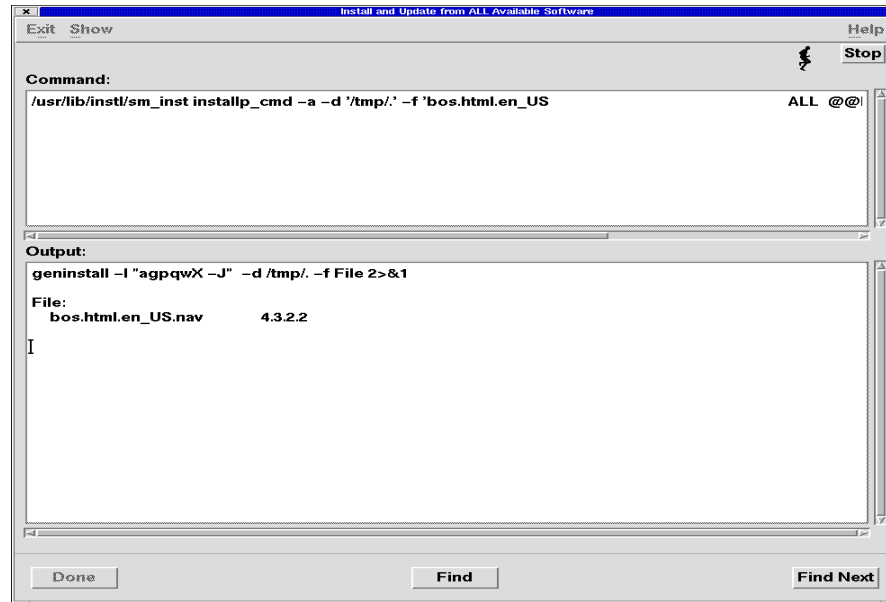 Install and Update from ALL Available Software
Exit Show Help
Stop
Command:
/usr/lib/instl/sm_inst installp_cmd –a –d '/tmp/.' –f 'bos.html.en_US ALL @@
Output:
geninstall –I "agpqwX –J" –d /tmp/. –f File 2>&1
File:
bos.html.en_US.nav 4.3.2.2
Done Find Find Next